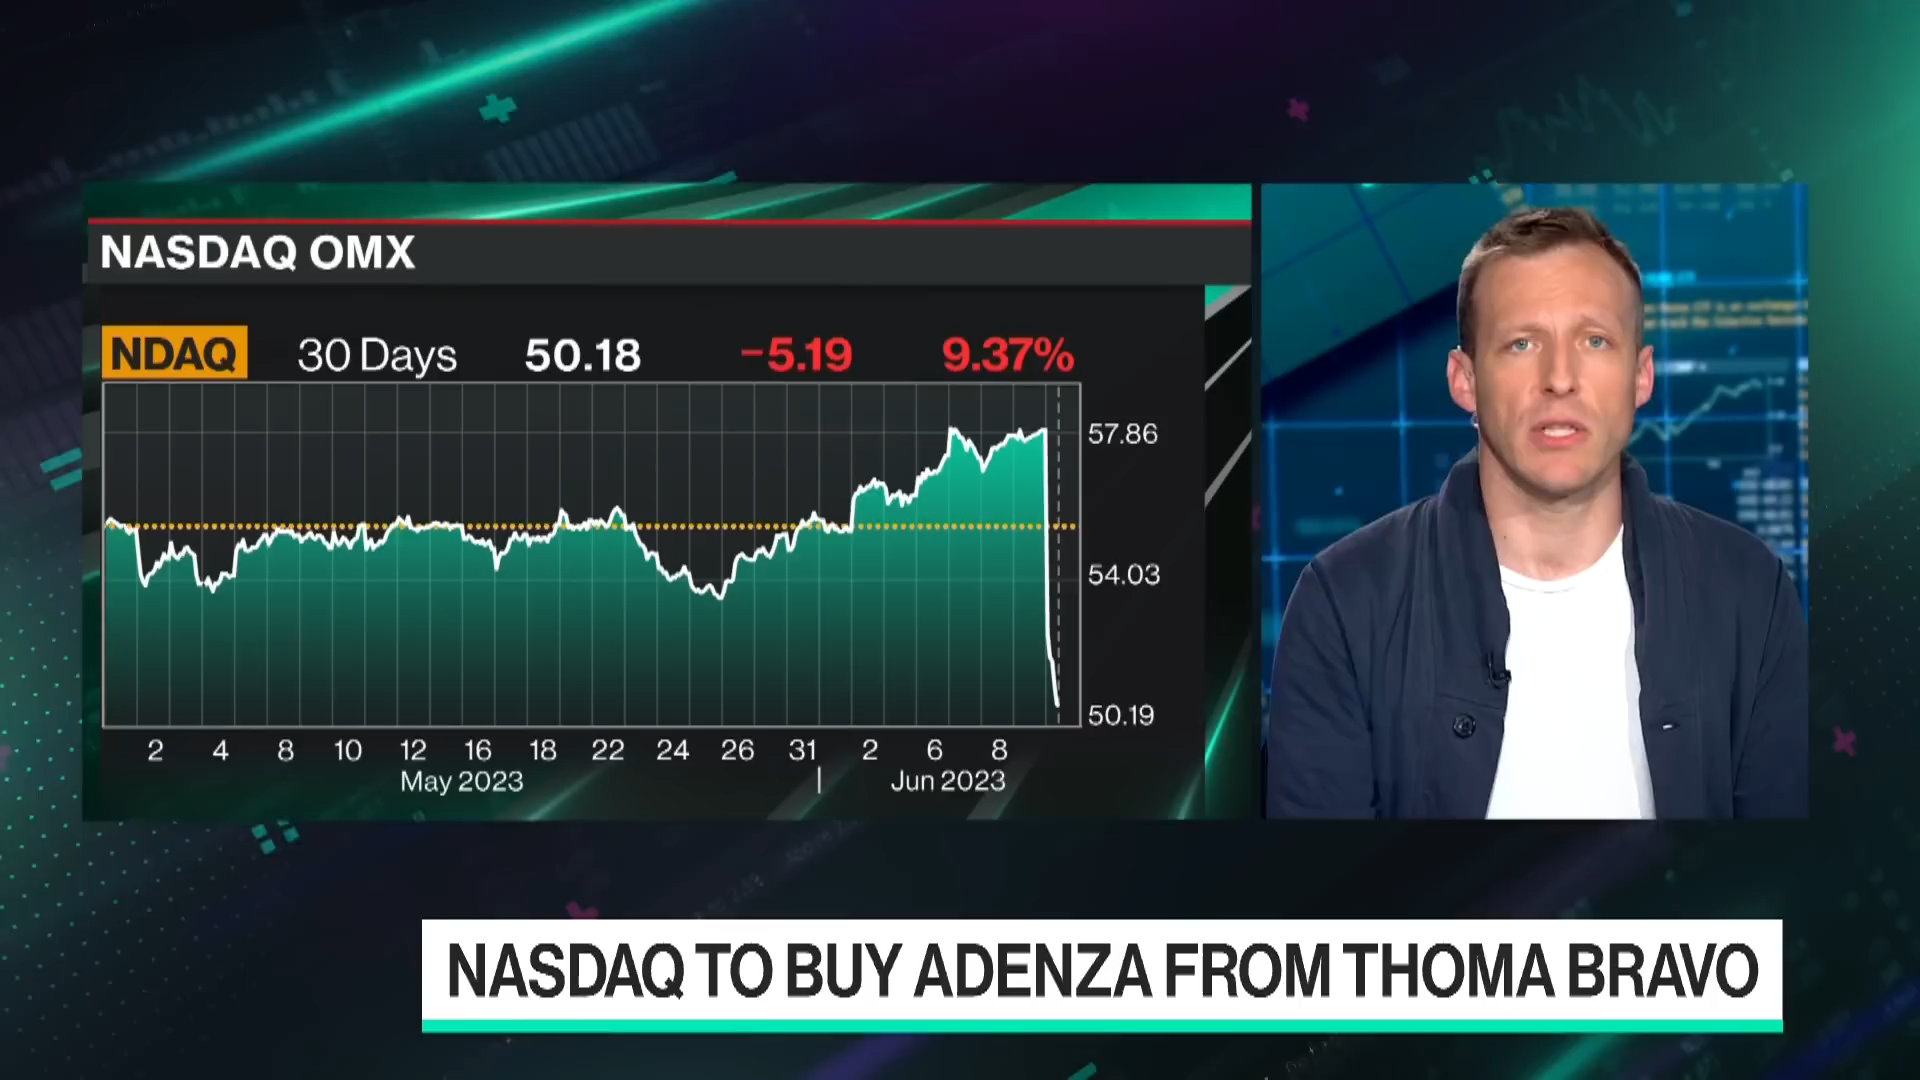 NASDAQ OMX
NDAQ 30 Days 50.18 -5.19 9.37%
57.86
54.03
50.19
2 4 8 10 12 16 18 22 24 26 31 2 6 8
May 2023 | Jun 2023
NASDAQ TO BUY ADENZA FROM THOMA BRAVO